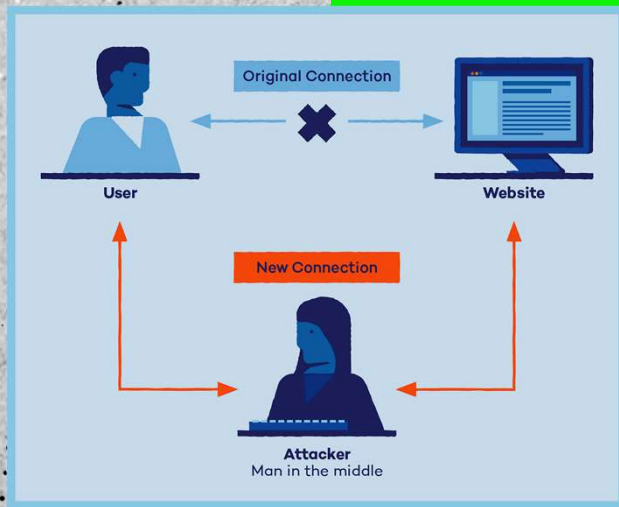 Original Connection
User
Website
New Connection
Attacker
Man in the middle